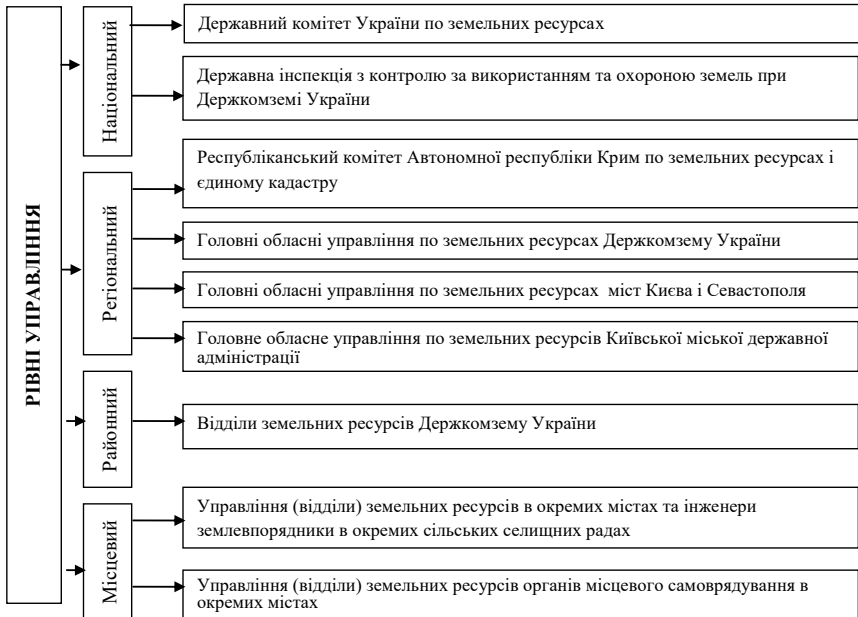 РІВНІ УПРАВЛІННЯ
Національний
Державний комітет України по земельних ресурсах
Державна інспекція з контролю за використанням та охороною земель при
Держкомземі України
Регіональний
Республіканський комітет Автономної республіки Крим по земельних ресурсах і
єдиному кадастру
Головні обласні управління по земельних ресурсах Держкомзему України
Головні обласні управління по земельних ресурсах міст Києва і Севастополя
Головне обласне управління по земельних ресурсів Київської міської державної
адміністрації
Районний
Відділи земельних ресурсів Держкомзему України
Місцевий
Управління (відділи) земельних ресурсів в окремих містах та інженери
землевпорядники в окремих сільських селищних радах
Управління (відділи) земельних ресурсів органів місцевого самоврядування в
окремих містах